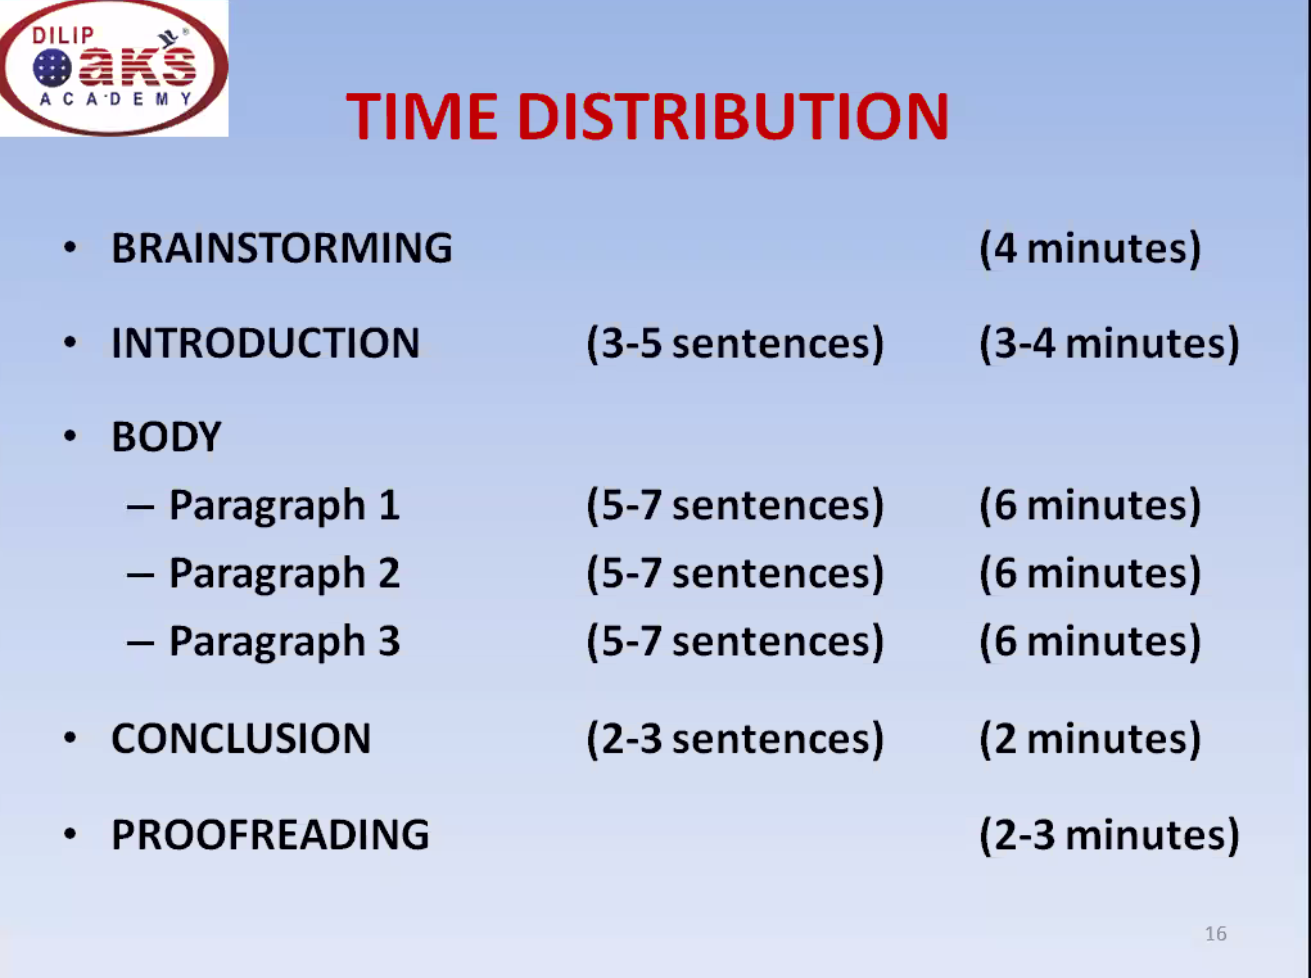 DILIP
Oaks
ACADEMY
TIME DISTRIBUTION
• BRAINSTORMING (4 minutes)
• INTRODUCTION (3-5 sentences) (3-4 minutes)
• BODY
– Paragraph 1 (5-7 sentences) (6 minutes)
– Paragraph 2 (5-7 sentences) (6 minutes)
– Paragraph 3 (5-7 sentences) (6 minutes)
• CONCLUSION (2-3 sentences) (2 minutes)
• PROOFREADING (2-3 minutes)
16